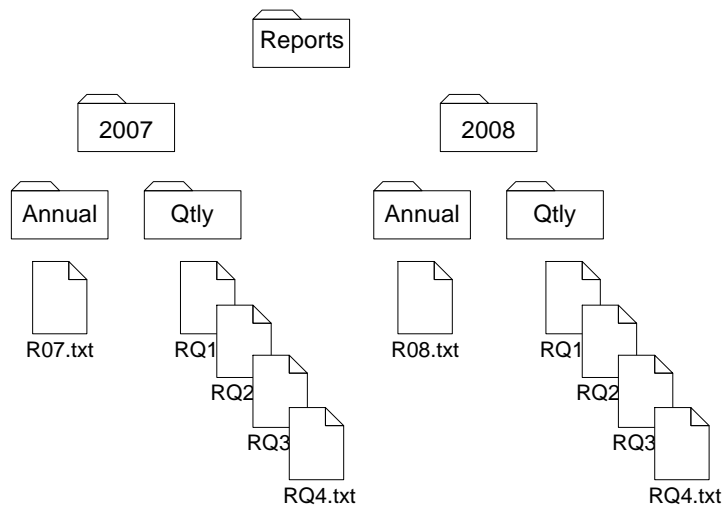 Reports
2007
2008
Annual
Qtly
Annual
Qtly
R07.txt
RQ1
RQ2
RQ3
RQ4.txt
R08.txt
RQ1
RQ2
RQ3
RQ4.txt